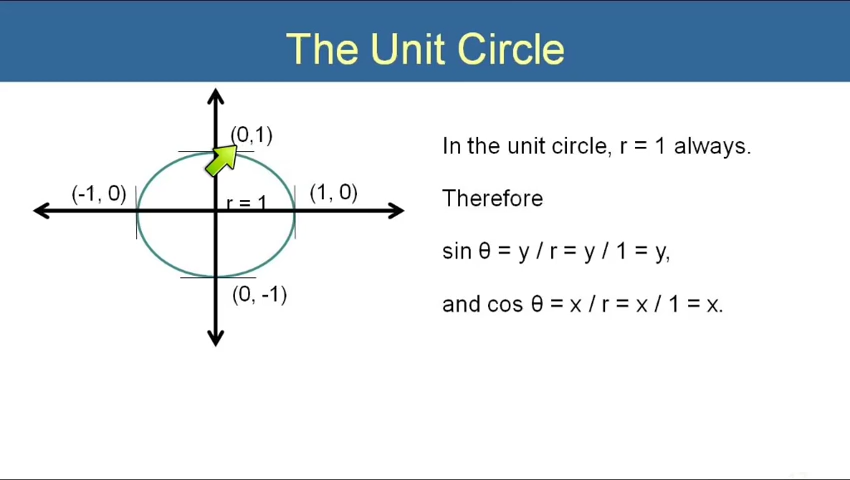 The Unit Circle
(0,1)
(-1, 0)
(1, 0)
r = 1
(0, -1)
In the unit circle, r = 1 always.
Therefore
sin θ = y / r = y / 1 = y,
and cos θ = x / r = x / 1 = x.